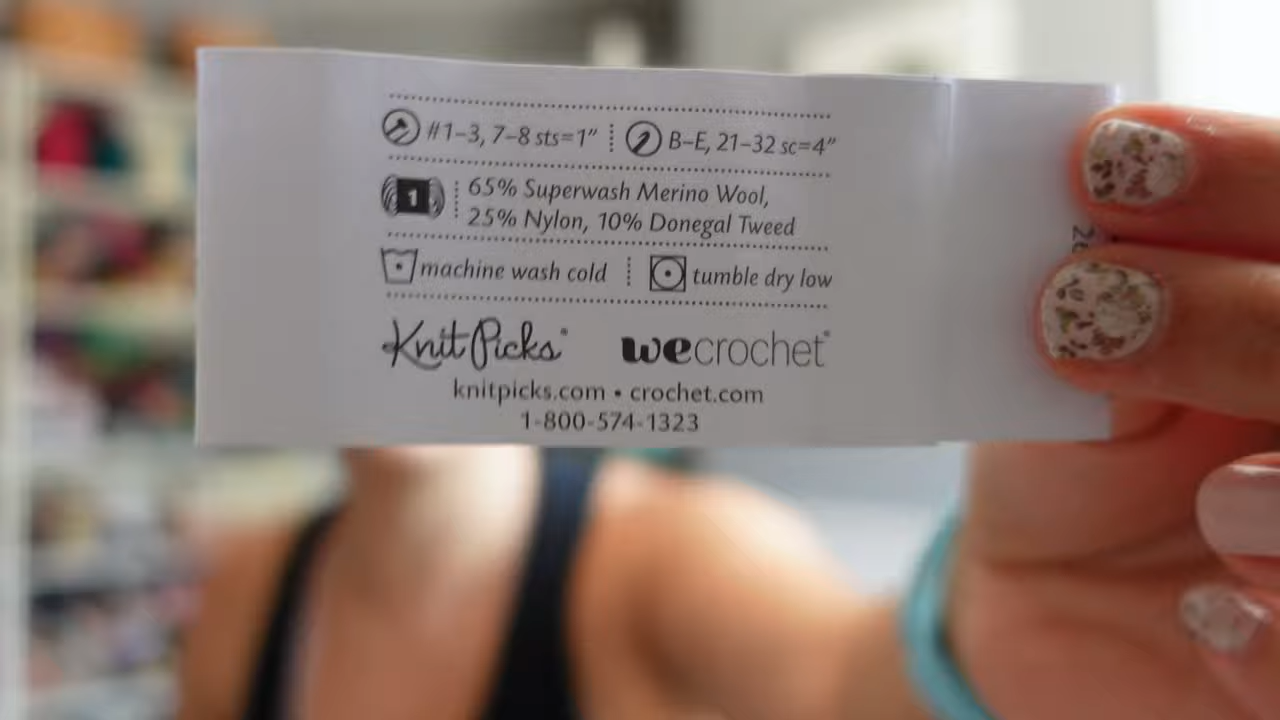 #1–3, 7–8 sts=1" B–E, 21–32 sc=4"
1 65% Superwash Merino Wool,
25% Nylon, 10% Donegal Tweed
machine wash cold tumble dry low
KnitPicks® wecrochet®
knitpicks.com • crochet.com
1-800-574-1323